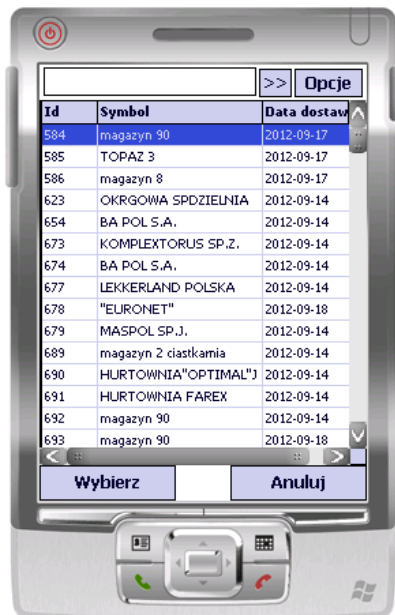 >> Opcje
Id Symbol Data dostaw
584 magazyn 90 2012-09-17
585 TOPAZ 3 2012-09-17
586 magazyn 8 2012-09-17
623 OKRGOWA SPDZIELNIA 2012-09-14
654 BA POL S.A. 2012-09-14
673 KOMPLEXTORUS SP.Z. 2012-09-14
674 BA POL S.A. 2012-09-14
677 LEKKERLAND POLSKA 2012-09-14
678 "EURONET" 2012-09-18
679 MASPOL SP.J. 2012-09-14
689 magazyn 2 ciastkarnia 2012-09-14
690 HURTOWNIA"OPTIMAL"J 2012-09-14
691 HURTOWNIA FAREX 2012-09-14
692 magazyn 90 2012-09-14
693 magazyn 90 2012-09-18
Wybierz Anuluj